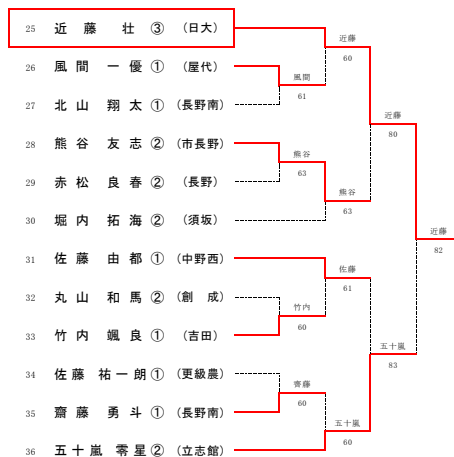 25 近藤 壮 ③ (日大)
近藤
60
26 風間 一優 ① (屋代)
風間
61
27 北山 翔太 ① (長野南)
近藤
80
28 熊谷 友志 ② (市長野)
熊谷
63
29 赤松 良春 ② (長野)
熊谷
63
30 堀内 拓海 ② (須坂)
近藤
82
31 佐藤 由都 ① (中野西)
佐藤
61
32 丸山 和馬 ② (創成)
竹内
60
33 竹内 颯良 ① (吉田)
五十嵐
83
34 佐藤 祐一朗 ① (更級農)
齋藤
60
35 齋藤 勇斗 ① (長野南)
五十嵐
60
36 五十嵐 零星 ② (立志館)